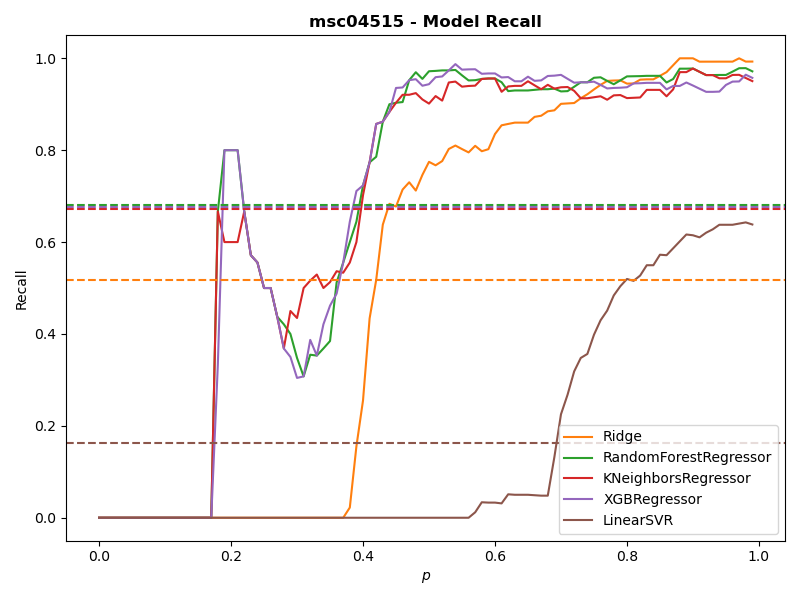 msc04515 - Model Recall
Recall
1.0
0.8
0.6
0.4
0.2
0.0
0.0
0.2
0.4
0.6
0.8
1.0
p
Ridge
RandomForestRegressor
KNeighborsRegressor
XGBRegressor
LinearSVR